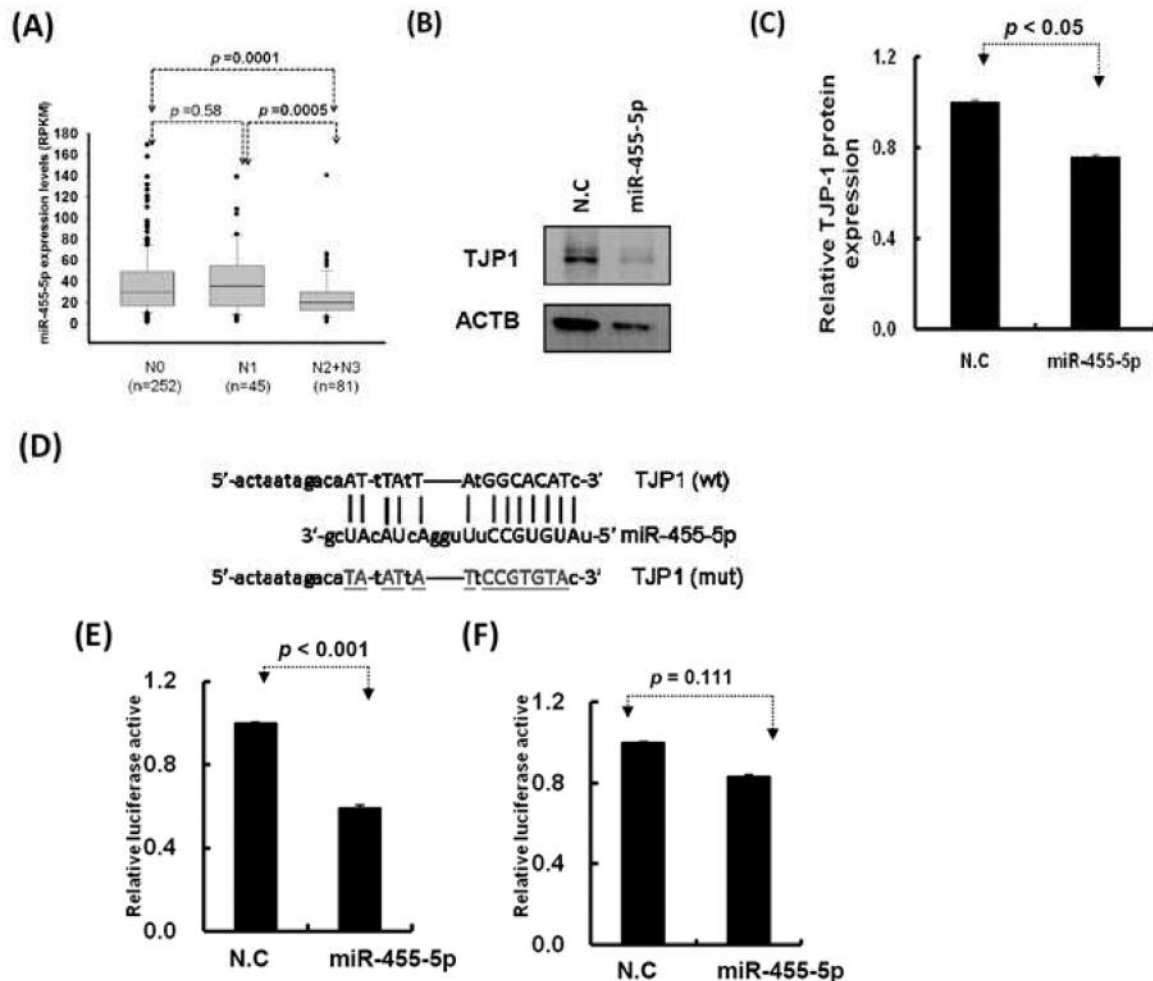 (A)
p =0.0001
p =0.58
p =0.0005
miR-455-5p expression levels (RPKM)
180
160
140
120
100
80
60
40
20
0
N0 N1 N2+N3
(n=252) (n=45) (n=81)
(B)
N.C miR-455-5p
TJP1
ACTB
(C)
p < 0.05
Relative TJP-1 protein
expression
1.2
0.8
0.4
0.0
N.C miR-455-5p
(D)
5'-actaatagacaAT-tTAtT——AtGGCACATc-3' TJP1 (wt)
3'-gcUAcAUcAgguUuCCGUGUAu-5' miR-455-5p
5'-actaatagacaTA-tATtA——TtCCGTGTAc-3' TJP1 (mut)
(E)
p < 0.001
Relative luciferase active
1.2
0.8
0.4
0.0
N.C miR-455-5p
(F)
p = 0.111
Relative luciferase active
1.2
0.8
0.4
0.0
N.C miR-455-5p